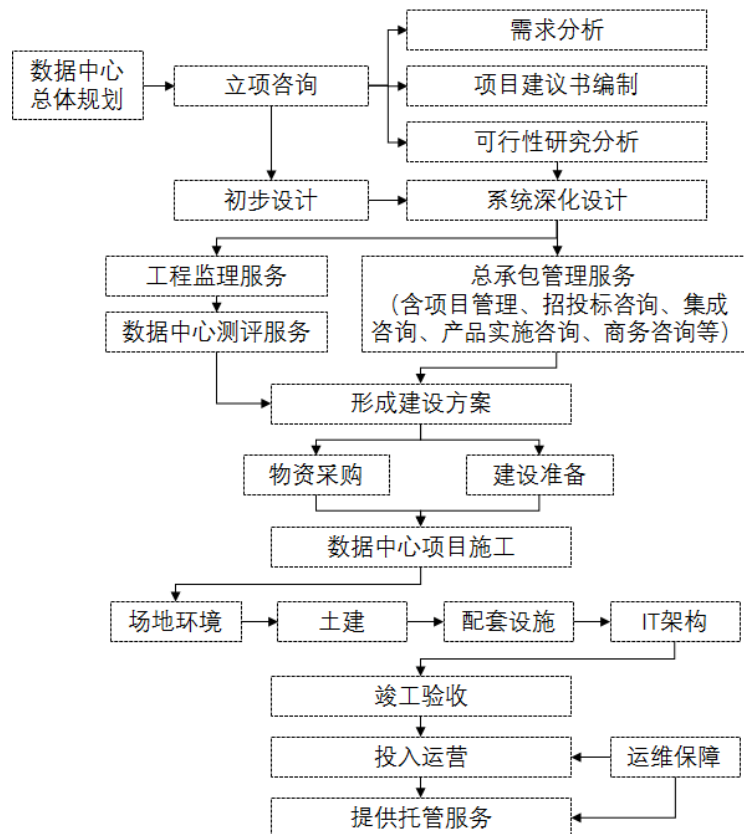 需求分析
数据中心
总体规划
立项咨询
项目建议书编制
可行性研究分析
初步设计
系统深化设计
工程监理服务
总承包管理服务
（含项目管理、招投标咨询、集成
咨询、产品实施咨询、商务咨询等）
数据中心测评服务
形成建设方案
物资采购
建设准备
数据中心项目施工
场地环境
土建
配套设施
IT架构
竣工验收
投入运营
运维保障
提供托管服务